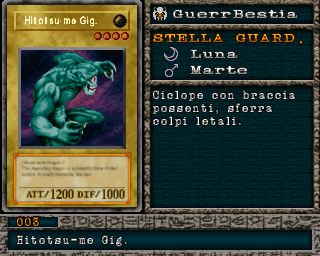 Hitotsu-me Gig.
ATT/1200 DIF/1000
GuerrBestia
STELLA GUARD.
Luna
Marte
Ciclope con braccia
possenti, sferra
colpi letali.
003
Hitotsu-me Gig.